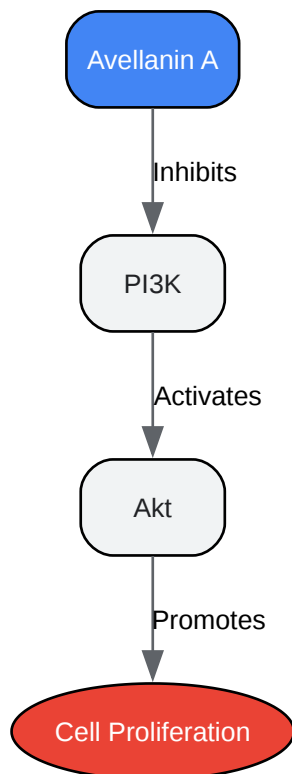 Avellanin A
Inhibits
PI3K
Activates
Akt
Promotes
Cell Proliferation